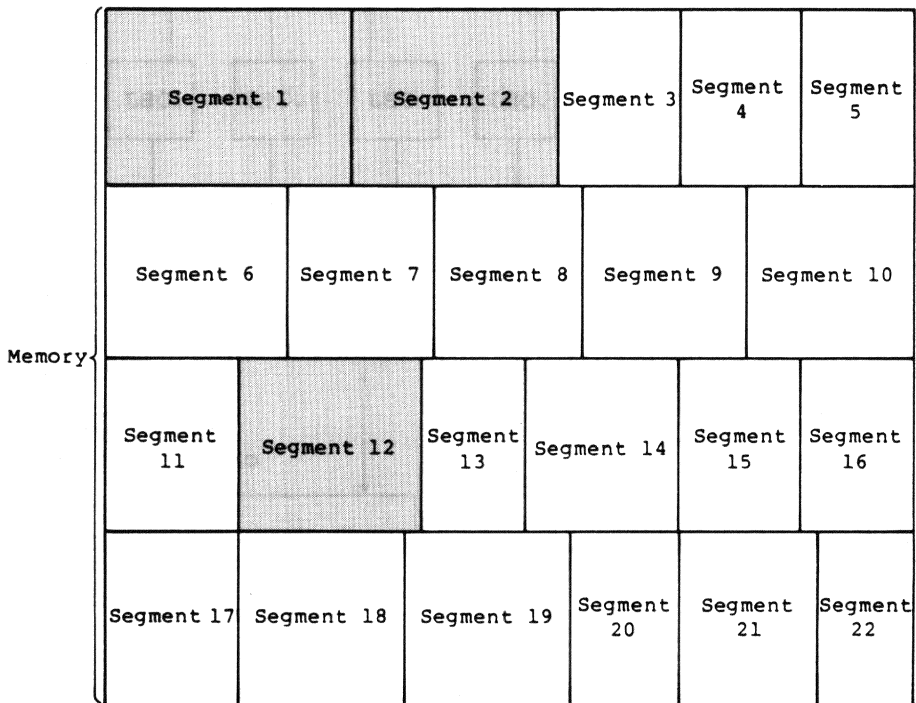 Segment 1
Segment 2
Segment 3
Segment
4
Segment
5
Segment 6
Segment 7
Segment 8
Segment 9
Segment 10
Memory
Segment
11
Segment 12
Segment
13
Segment 14
Segment
15
Segment
16
Segment 17
Segment 18
Segment 19
Segment
20
Segment
21
Segment
22